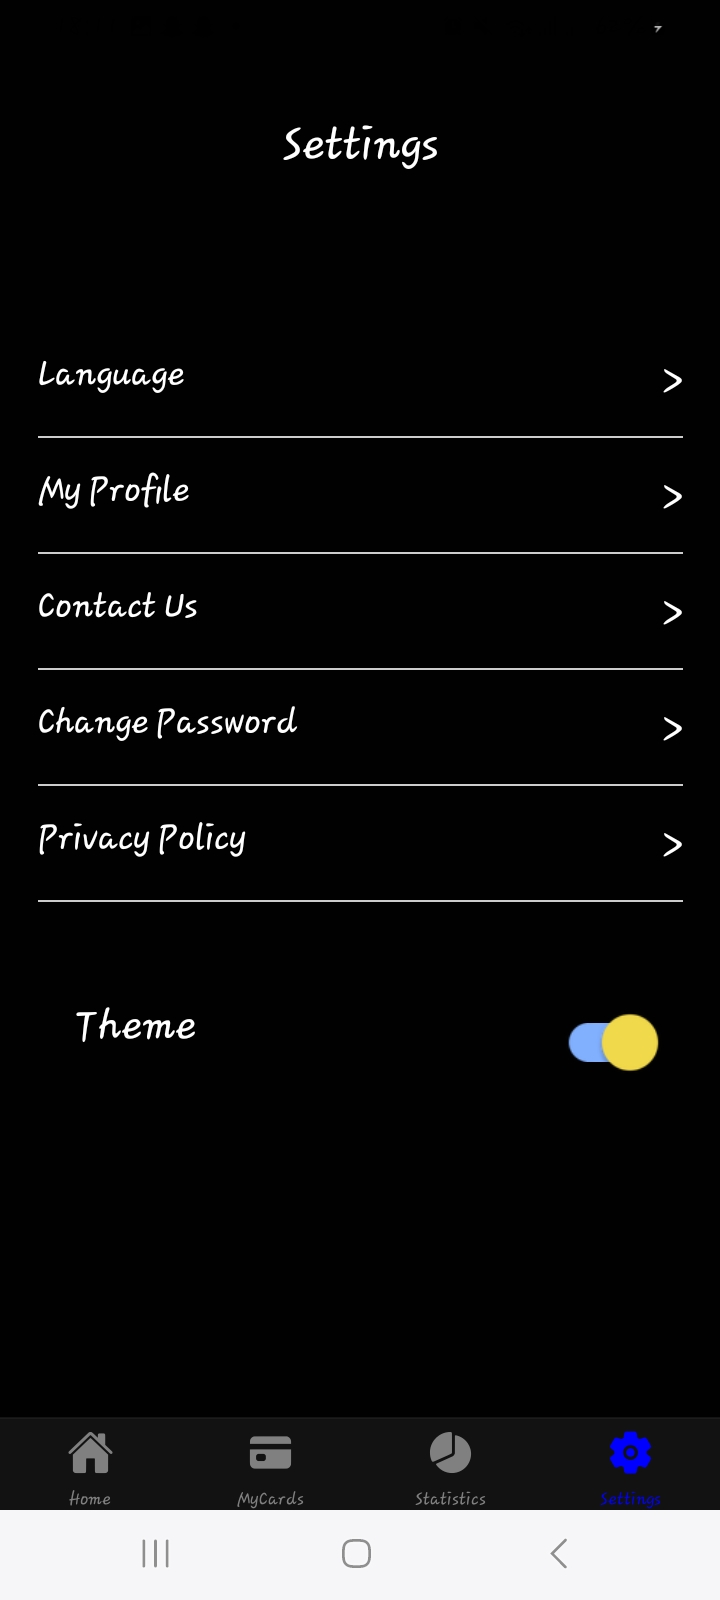 Settings
Language
My Profile
Contact Us
Change Password
Privacy Policy
Theme
Home
MyCards
Statistics
Settings